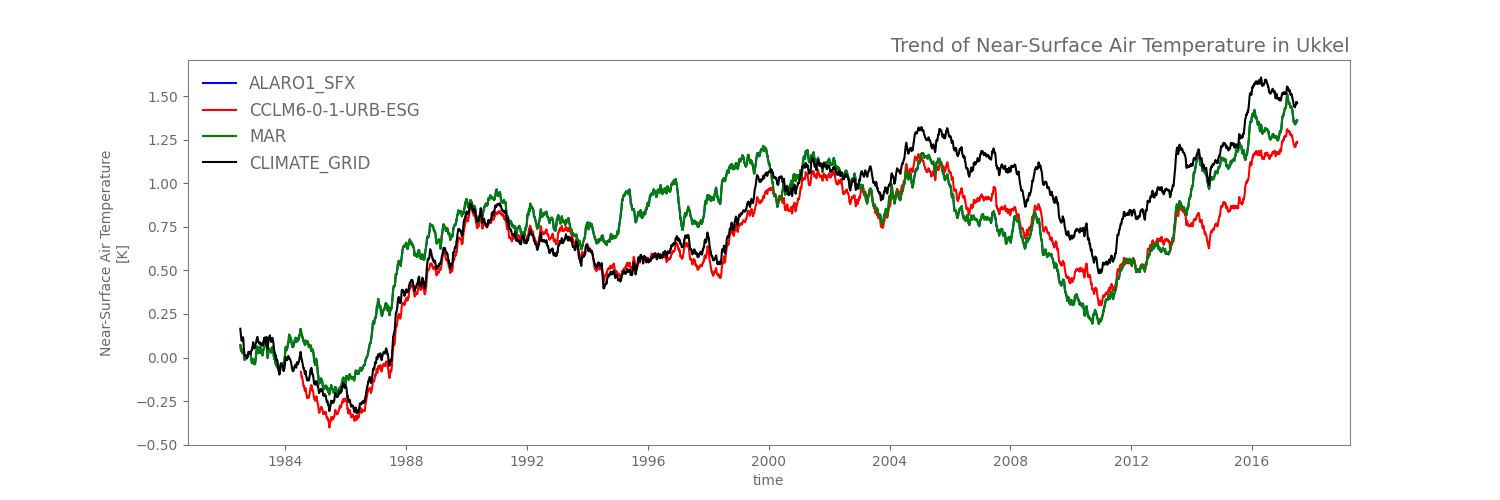 Trend of Near-Surface Air Temperature in Ukkel
ALARO1_SFX
CCLM6-0-1-URB-ESG
MAR
CLIMATE_GRID
Near-Surface Air Temperature
[K]
1.50
1.25
1.00
0.75
0.50
0.25
0.00
−0.25
−0.50
1984 1988 1992 1996 2000 2004 2008 2012 2016
time